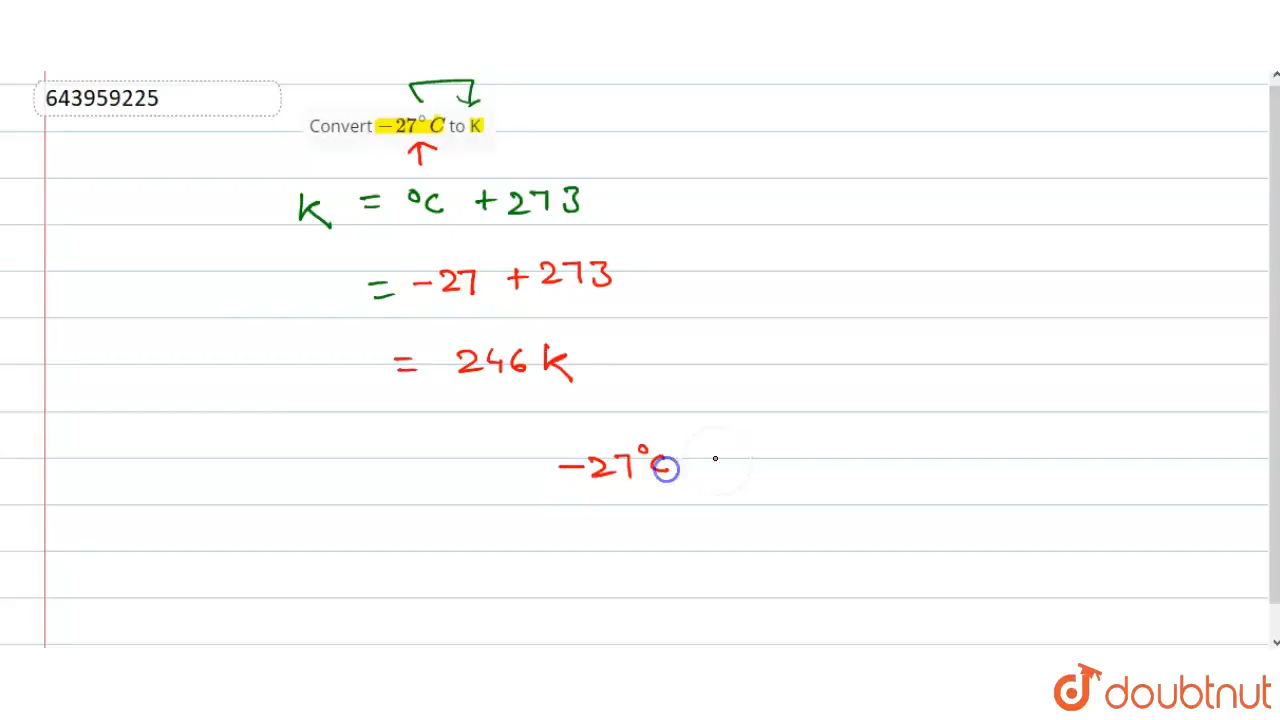 643959225
Convert −27° C to K
K = °C + 273
= -27 + 273
= 246 K
-27°C
doubtnut